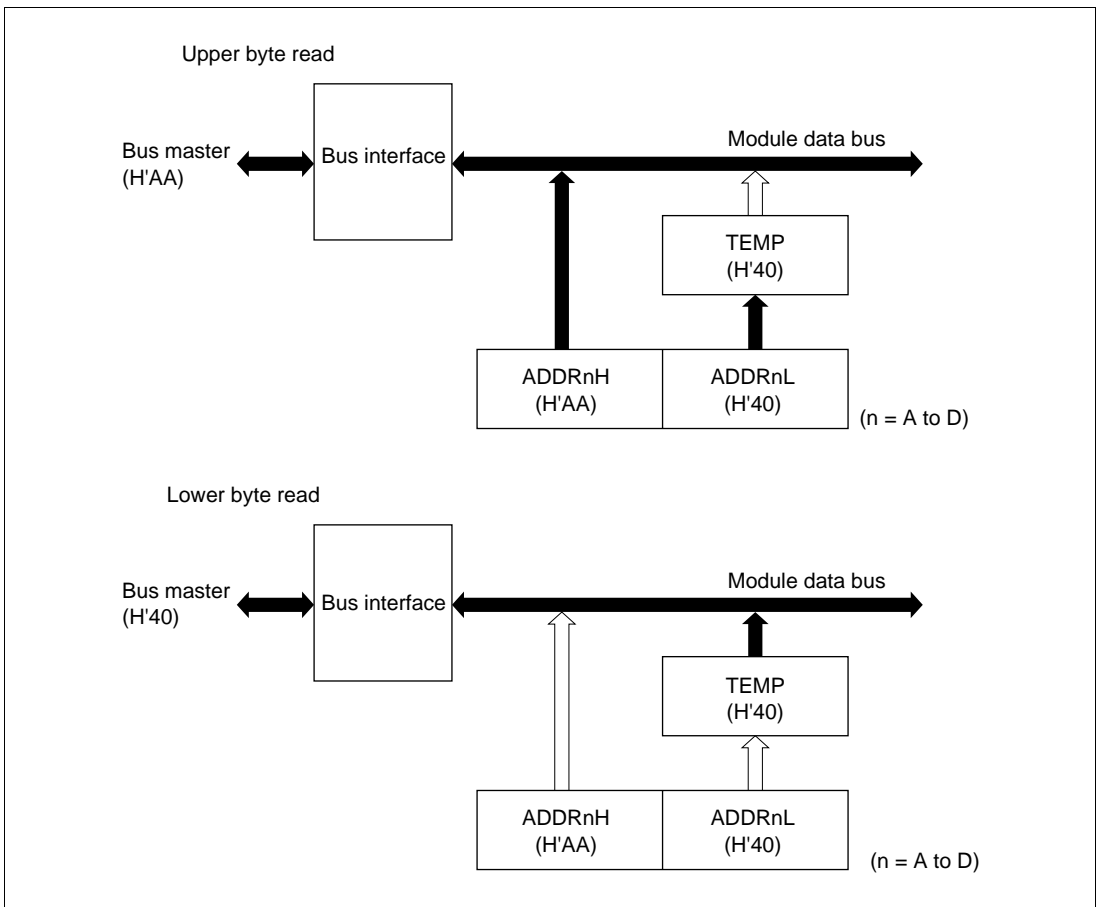 Upper byte read
Bus master
(H'AA)
Bus interface
Module data bus
TEMP
(H'40)
ADDRnH
(H'AA)
ADDRnL
(H'40)
(n = A to D)
Lower byte read
Bus master
(H'40)
Bus interface
Module data bus
TEMP
(H'40)
ADDRnH
(H'AA)
ADDRnL
(H'40)
(n = A to D)